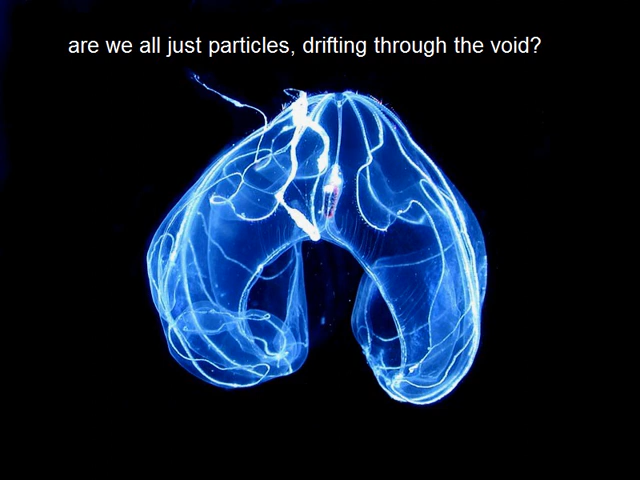 are we all just particles, drifting through the void?